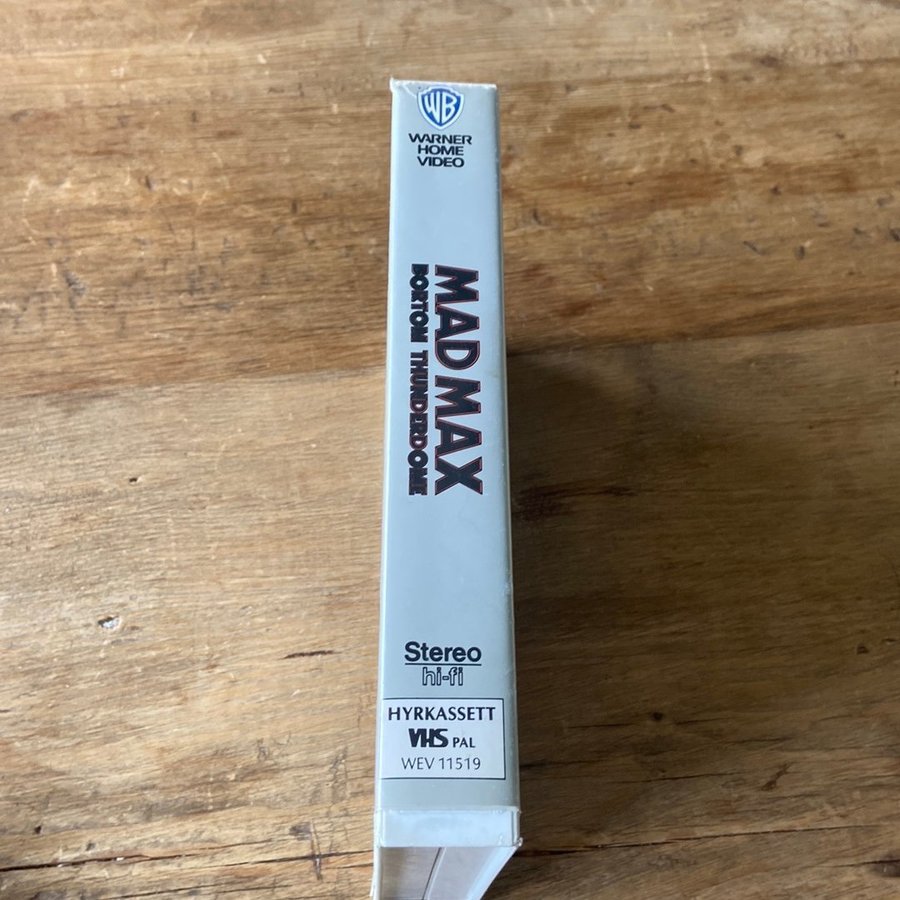 WB
WARNER
HOME
VIDEO
MAD MAX
BORTOM THUNDERDOME
Stereo
hi-fi
HYRKASSETT
VHS PAL
WEV 11519